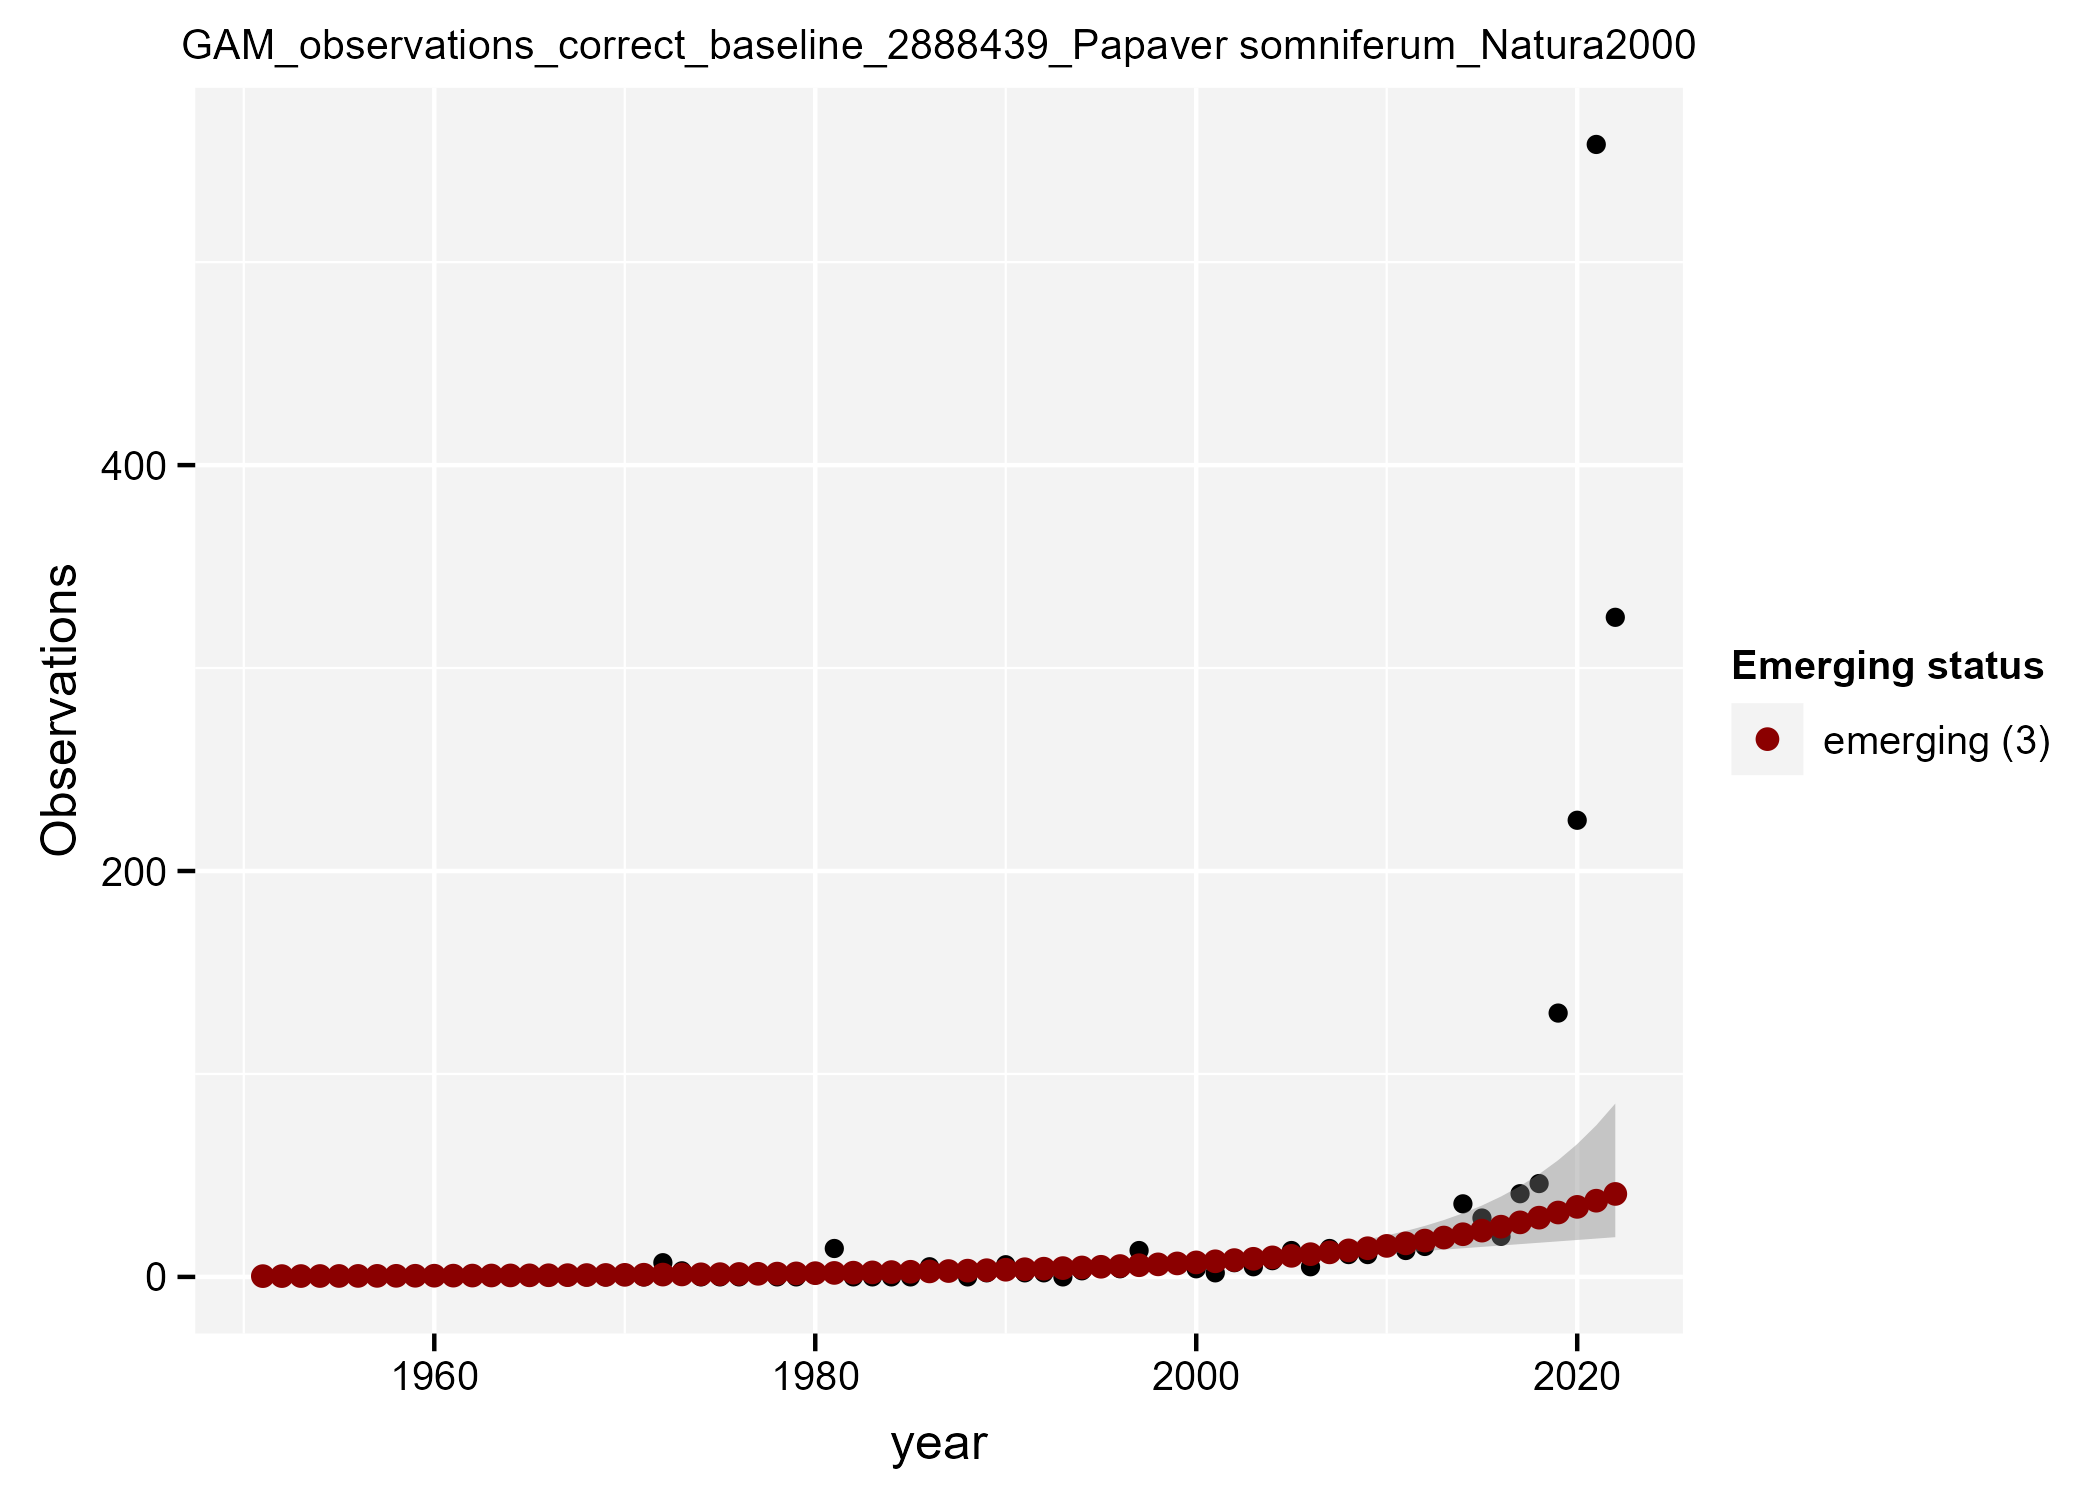 GAM_observations_correct_baseline_2888439_Papaver somniferum_Natura2000
Observations
400
200
0
1960
1980
2000
2020
year
Emerging status
emerging (3)